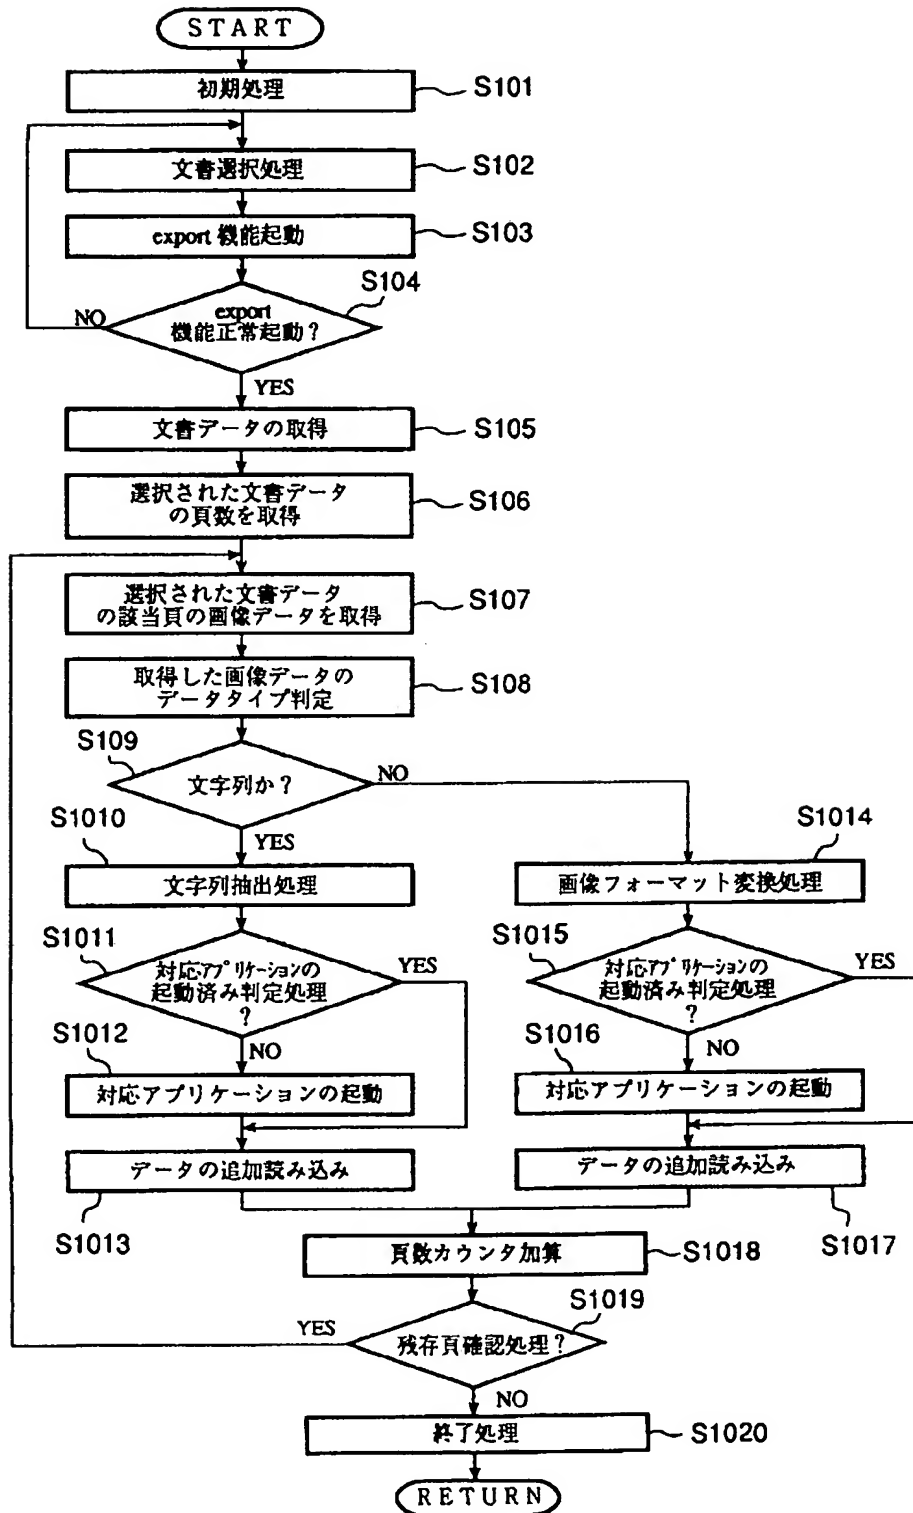 START
初期処理
S101
文書選択処理
S102
export 機能起動
S103
S104
export
機能正常起動？
NO
YES
文書データの取得
S105
選択された文書データ
の頁数を取得
S106
選択された文書データ
の該当頁の画像データを取得
S107
取得した画像データの
データタイプ判定
S108
S109
文字列か？
NO
YES
S1010
文字列抽出処理
S1014
画像フォーマット変換処理
S1011
対応アプリケーションの
起動済み判定処理
？
YES
NO
S1015
対応アプリケーションの
起動済み判定処理
？
YES
NO
S1012
対応アプリケーションの起動
S1016
対応アプリケーションの起動
データの追加読み込み
S1013
データの追加読み込み
S1017
頁数カウンタ加算
S1018
S1019
残存頁確認処理？
YES
NO
終了処理
S1020
RETURN